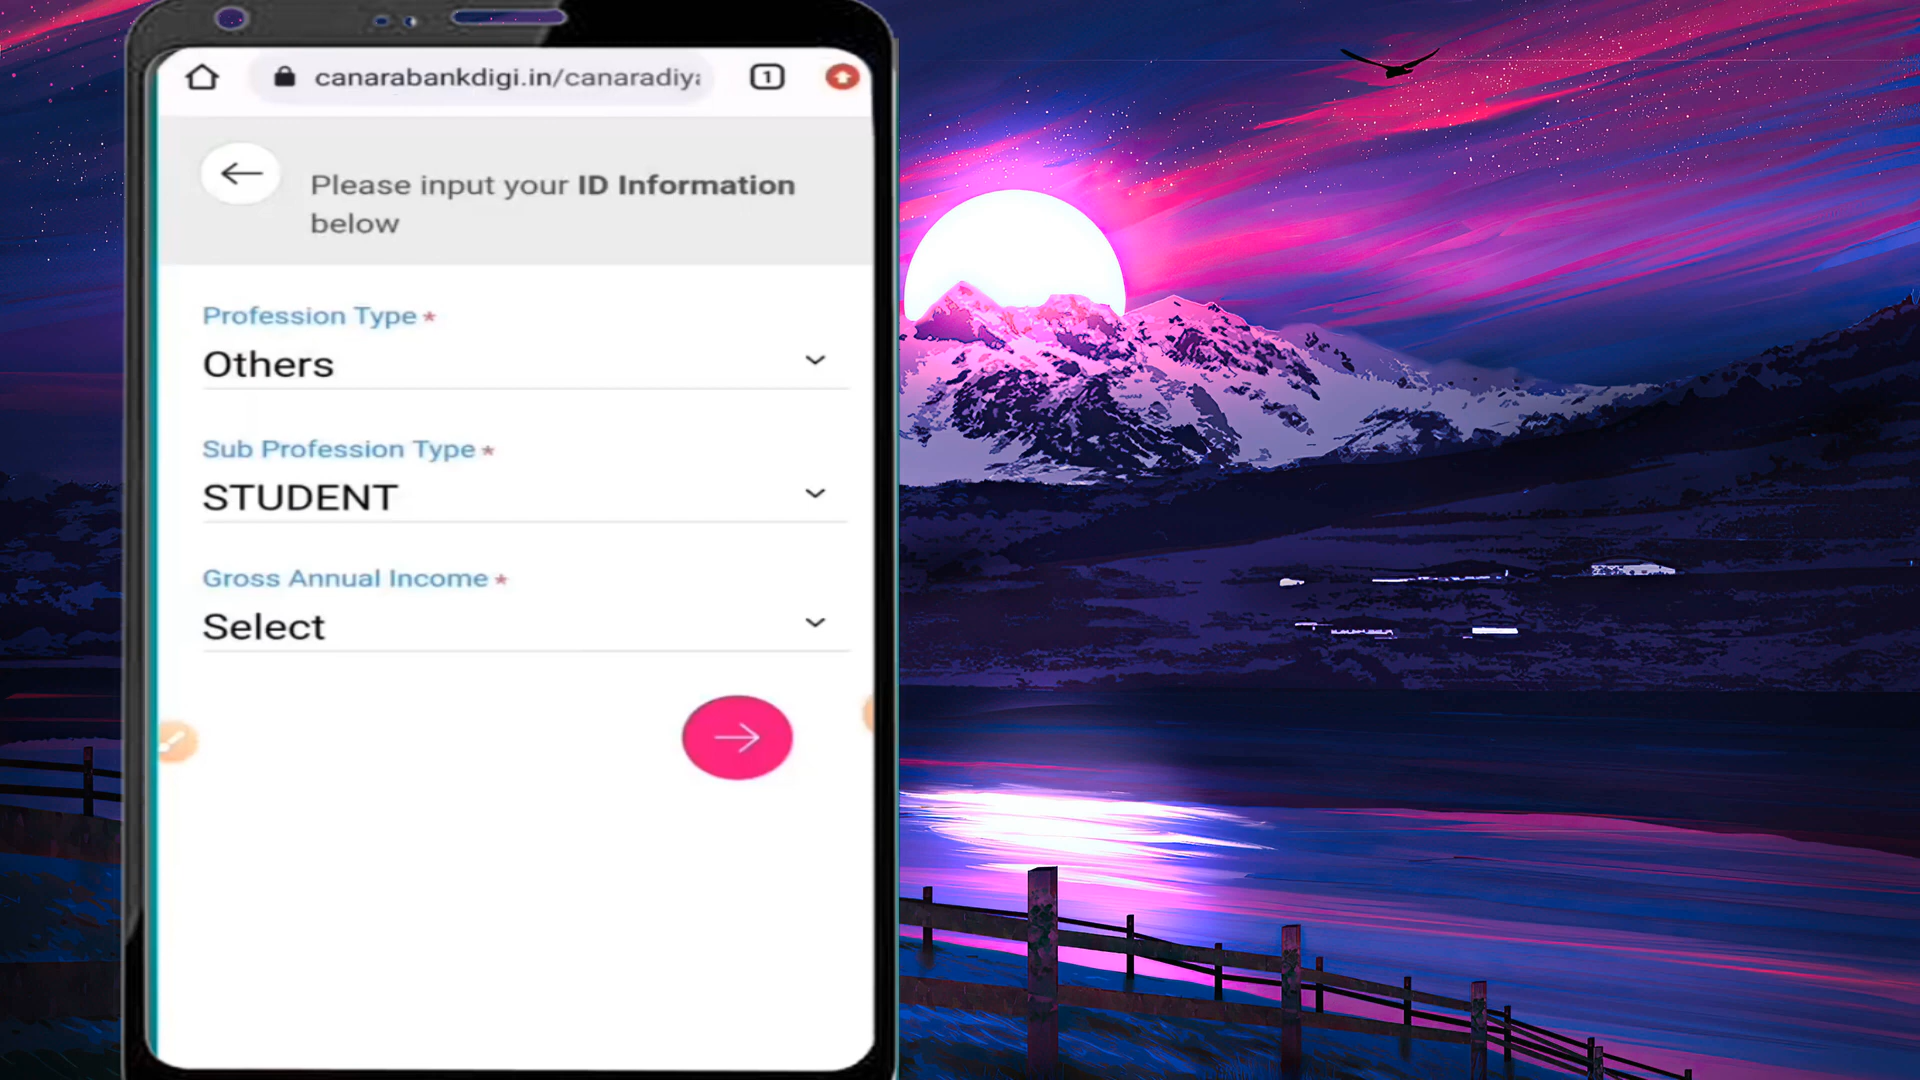 canarabankdigi.in/canaradiy
1
Please input your ID Information
below
Profession Type *
Others
Sub Profession Type *
STUDENT
Gross Annual Income *
Select